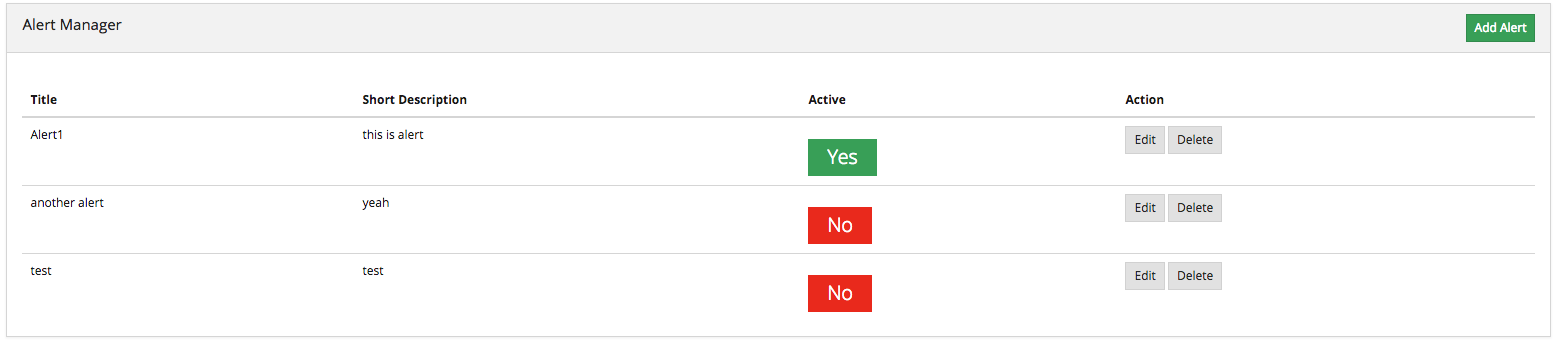 Alert Manager Add Alert
Title Short Description Active Action
Alert1 this is alert Yes Edit Delete
another alert yeah No Edit Delete
test test No Edit Delete